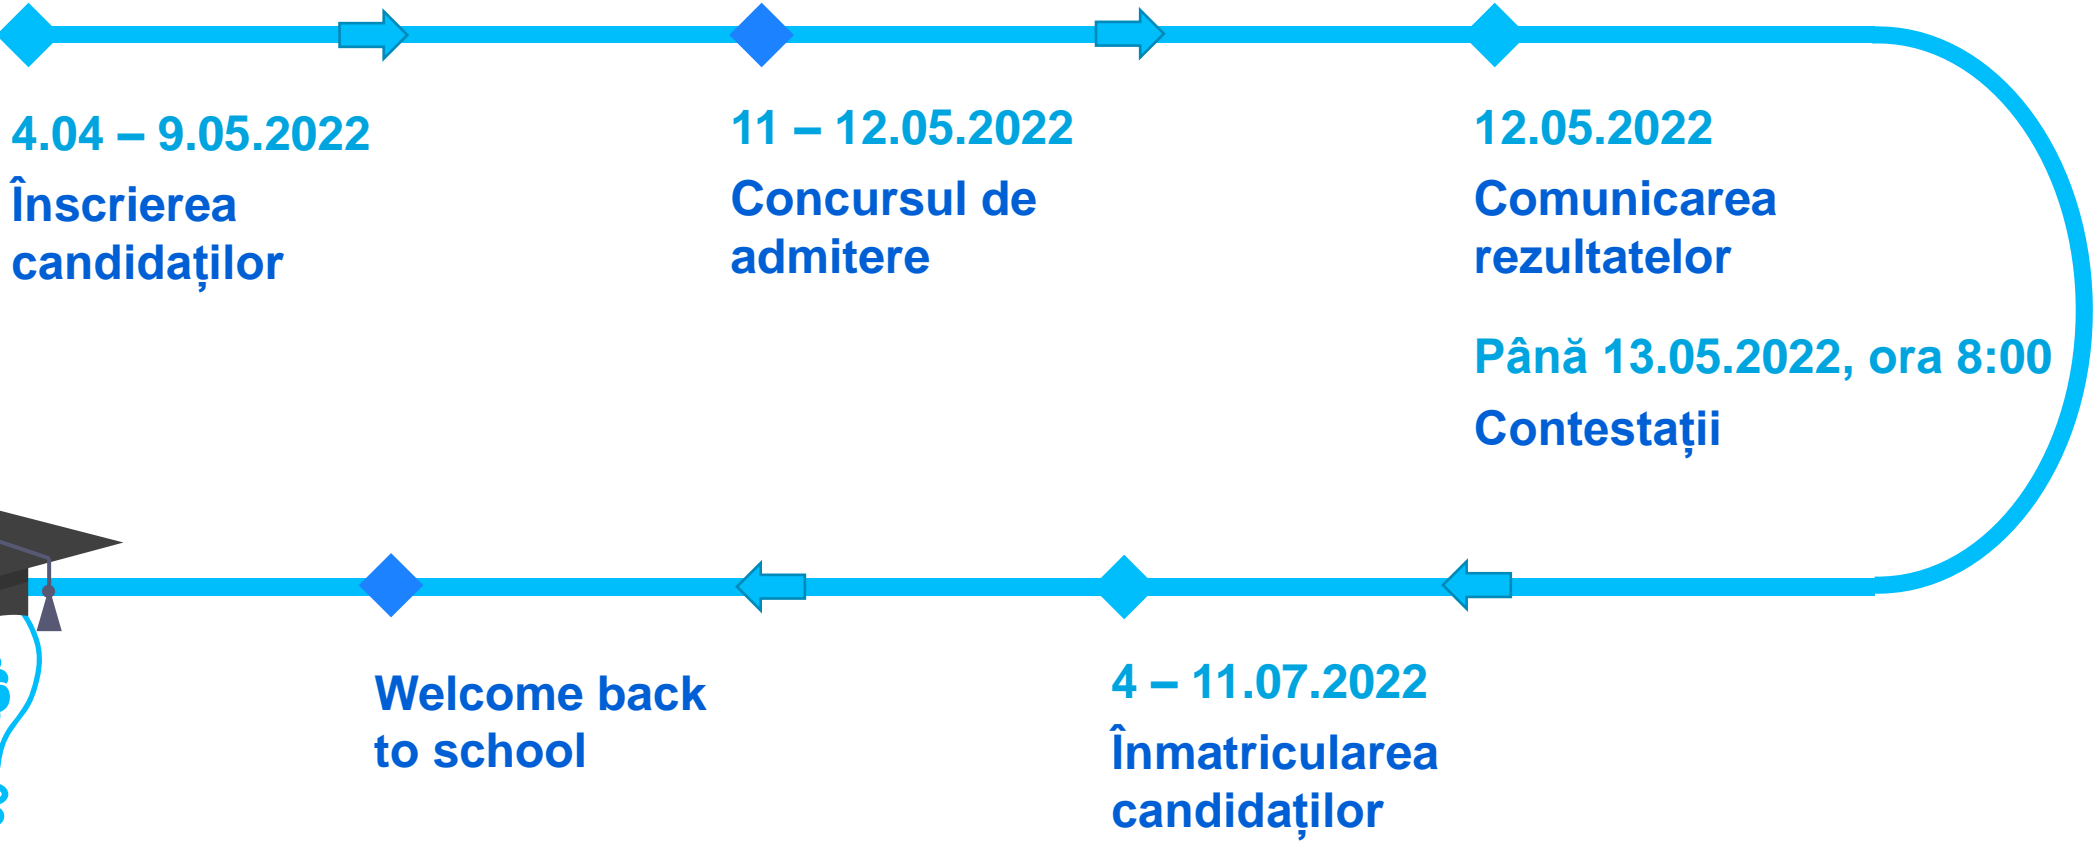 4.04 – 9.05.2022
Înscrierea
candidaților
11 – 12.05.2022
Concursul de
admitere
12.05.2022
Comunicarea
rezultatelor
Până 13.05.2022, ora 8:00
Contestații
4 – 11.07.2022
Înmatricularea
candidaților
Welcome back
to school